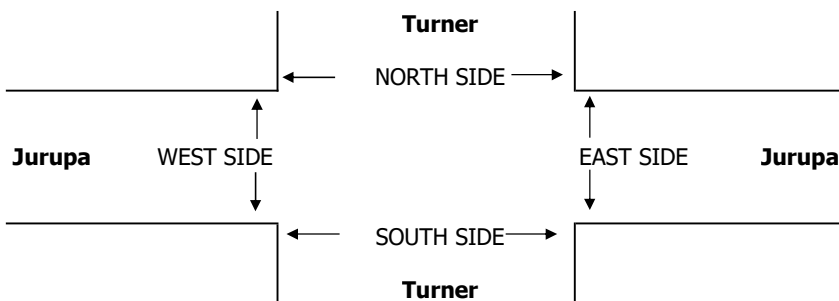 Turner
NORTH SIDE
Jurupa WEST SIDE EAST SIDE Jurupa
SOUTH SIDE
Turner